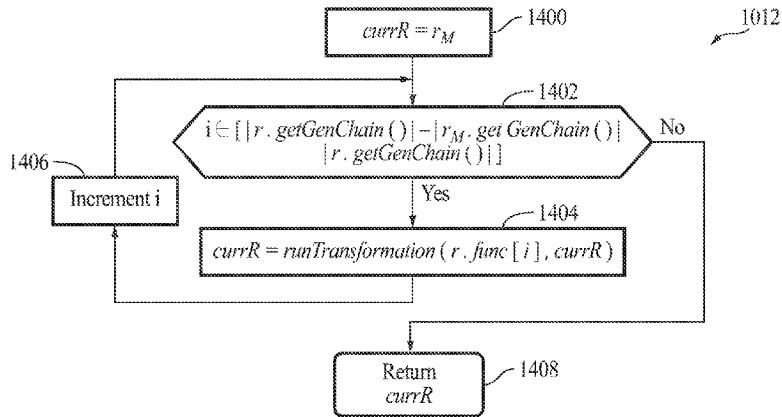 currR = r_M
1400
1012
1402
i ∈ [ | r . getGenChain ( ) | – | r_M . get GenChain ( ) |
| r . getGenChain ( ) | ]
No
1406
Increment i
Yes
1404
currR = runTransformation ( r . func [ i ] , currR )
Return
currR
1408